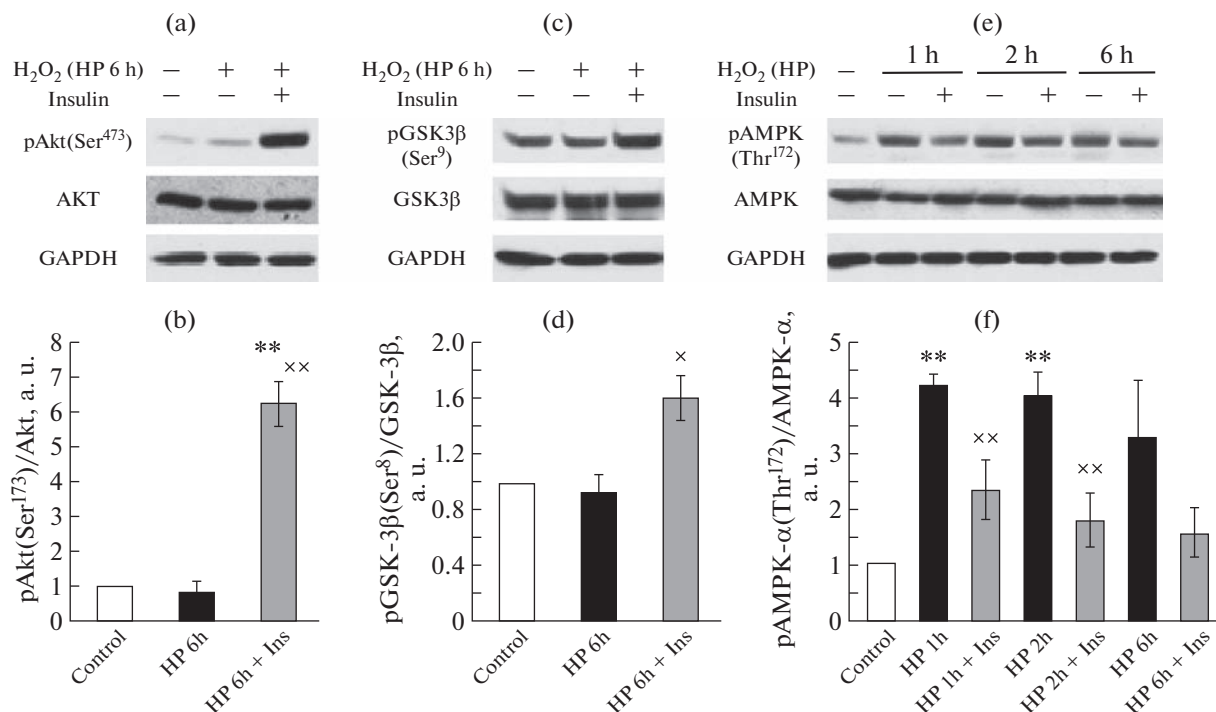 (a)
H₂O₂ (HP 6 h) – + +
Insulin – – +
pAkt(Ser⁴⁷³)
AKT
GAPDH
(c)
H₂O₂ (HP 6 h) – + +
Insulin – – +
pGSK3β
(Ser⁹)
GSK3β
GAPDH
(e)
1 h 2 h 6 h
H₂O₂ (HP) –
Insulin – – + – + – +
pAMPK
(Thr¹⁷²)
AMPK
GAPDH
(b)
pAkt(Ser¹⁷³)/Akt, a. u.
8
7
6
5
4
3
2
1
0
**
××
Control
HP 6h
HP 6h + Ins
(d)
pGSK-3β(Ser⁸)/GSK-3β,
a. u.
2.0
1.6
1.2
0.8
0.4
0
×
Control
HP 6h
HP 6h + Ins
(f)
pAMPK-α(Thr¹⁷²)/AMPK-α,
a. u.
5
4
3
2
1
0
**
××
**
××
Control
HP 1h
HP 1h + Ins
HP 2h
HP 2h + Ins
HP 6h
HP 6h + Ins